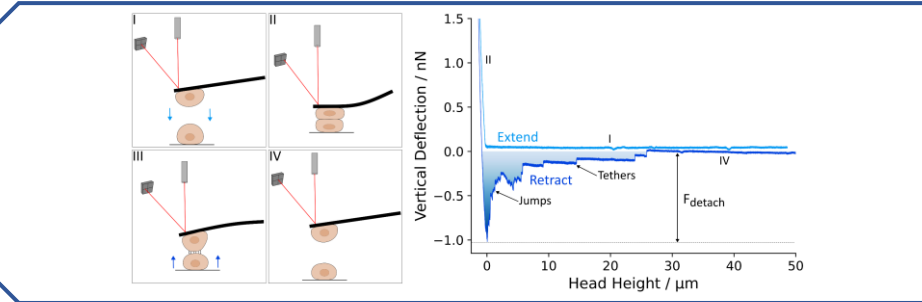 I
II
III
IV
Vertical Deflection / nN
1.5
1.0
0.5
0.0
−0.5
−1.0
II
Extend
I
IV
Retract
Tethers
Jumps
Fdetach
0
10
20
30
40
50
Head Height / μm